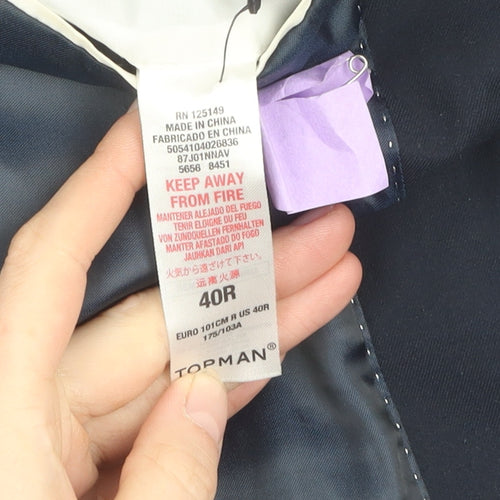 RN 125149
MADE IN CHINA
FABRICADO EN CHINA
5054104026836
87J01NNAV
5656 8451
KEEP AWAY
FROM FIRE
MANTENER ALEJADO DEL FUEGO
TENIR ELOIGNE DU FEU
VON ZUNDQUELLEN FERNHALTEN
MANTER AFASTADO DO FOGO
JAUHKAN DARI API
火気から遠ざけて下さい。
远离火源
40R
EURO 101CM R US 40R
175/103A
TOPMAN®